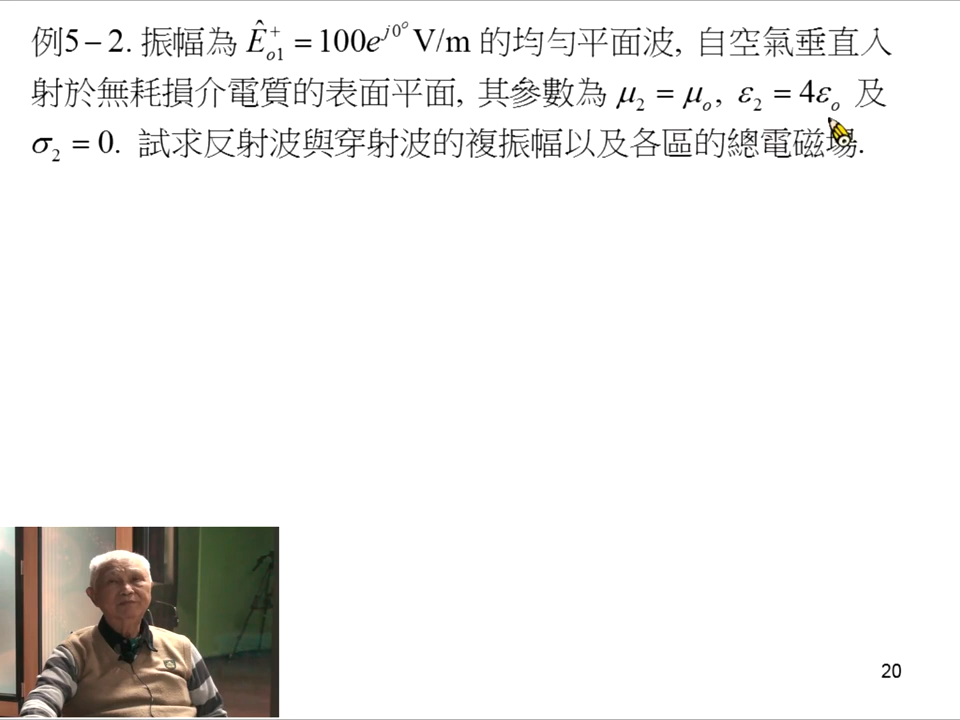 例5－2. 振幅為 Ê⁺ₒ₁ = 100e^{j0°} V/m 的均勻平面波, 自空氣垂直入
射於無耗損介電質的表面平面, 其參數為 μ₂ = μₒ, ε₂ = 4εₒ 及
σ₂ = 0. 試求反射波與穿射波的複振幅以及各區的總電磁場.
20